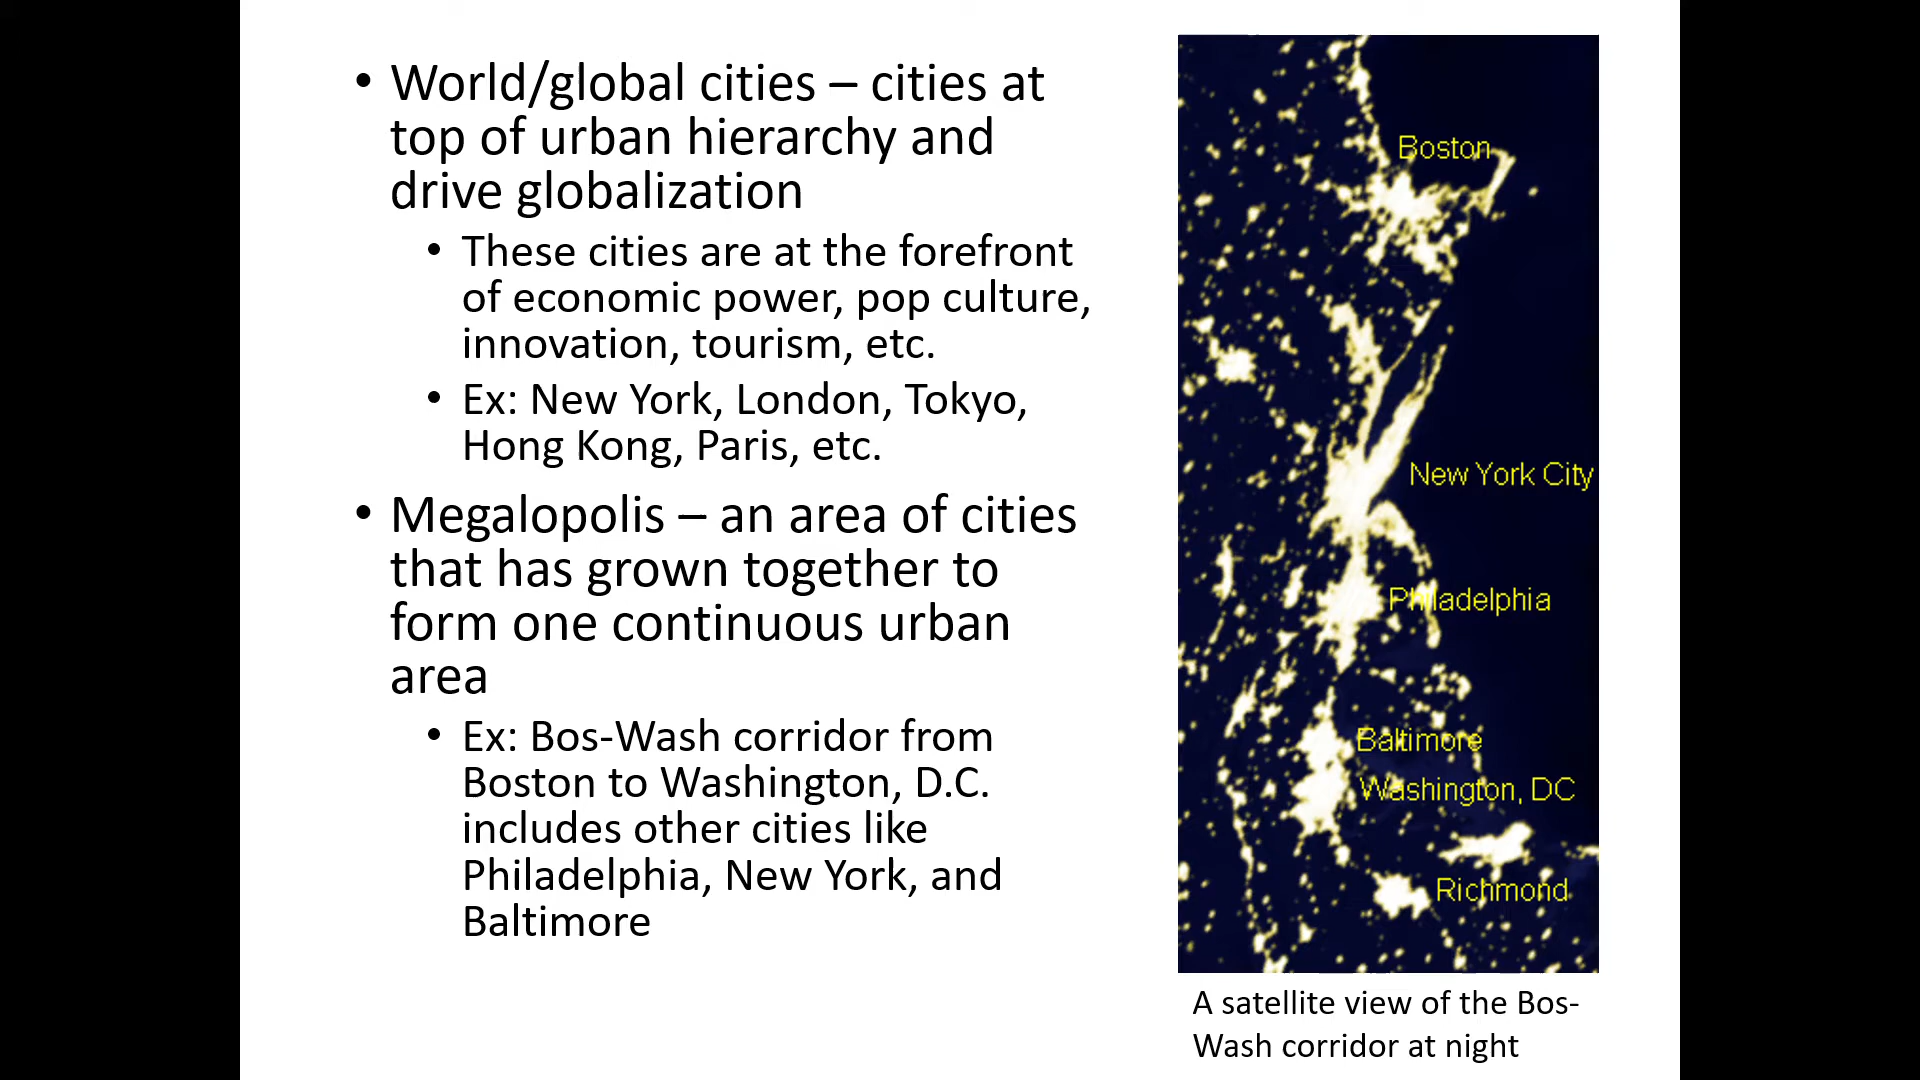 • World/global cities – cities at
top of urban hierarchy and
drive globalization
• These cities are at the forefront
of economic power, pop culture,
innovation, tourism, etc.
• Ex: New York, London, Tokyo,
Hong Kong, Paris, etc.
• Megalopolis – an area of cities
that has grown together to
form one continuous urban
area
• Ex: Bos-Wash corridor from
Boston to Washington, D.C.
includes other cities like
Philadelphia, New York, and
Baltimore
Boston
New York City
Philadelphia
Baltimore
Washington, DC
Richmond
A satellite view of the Bos-
Wash corridor at night